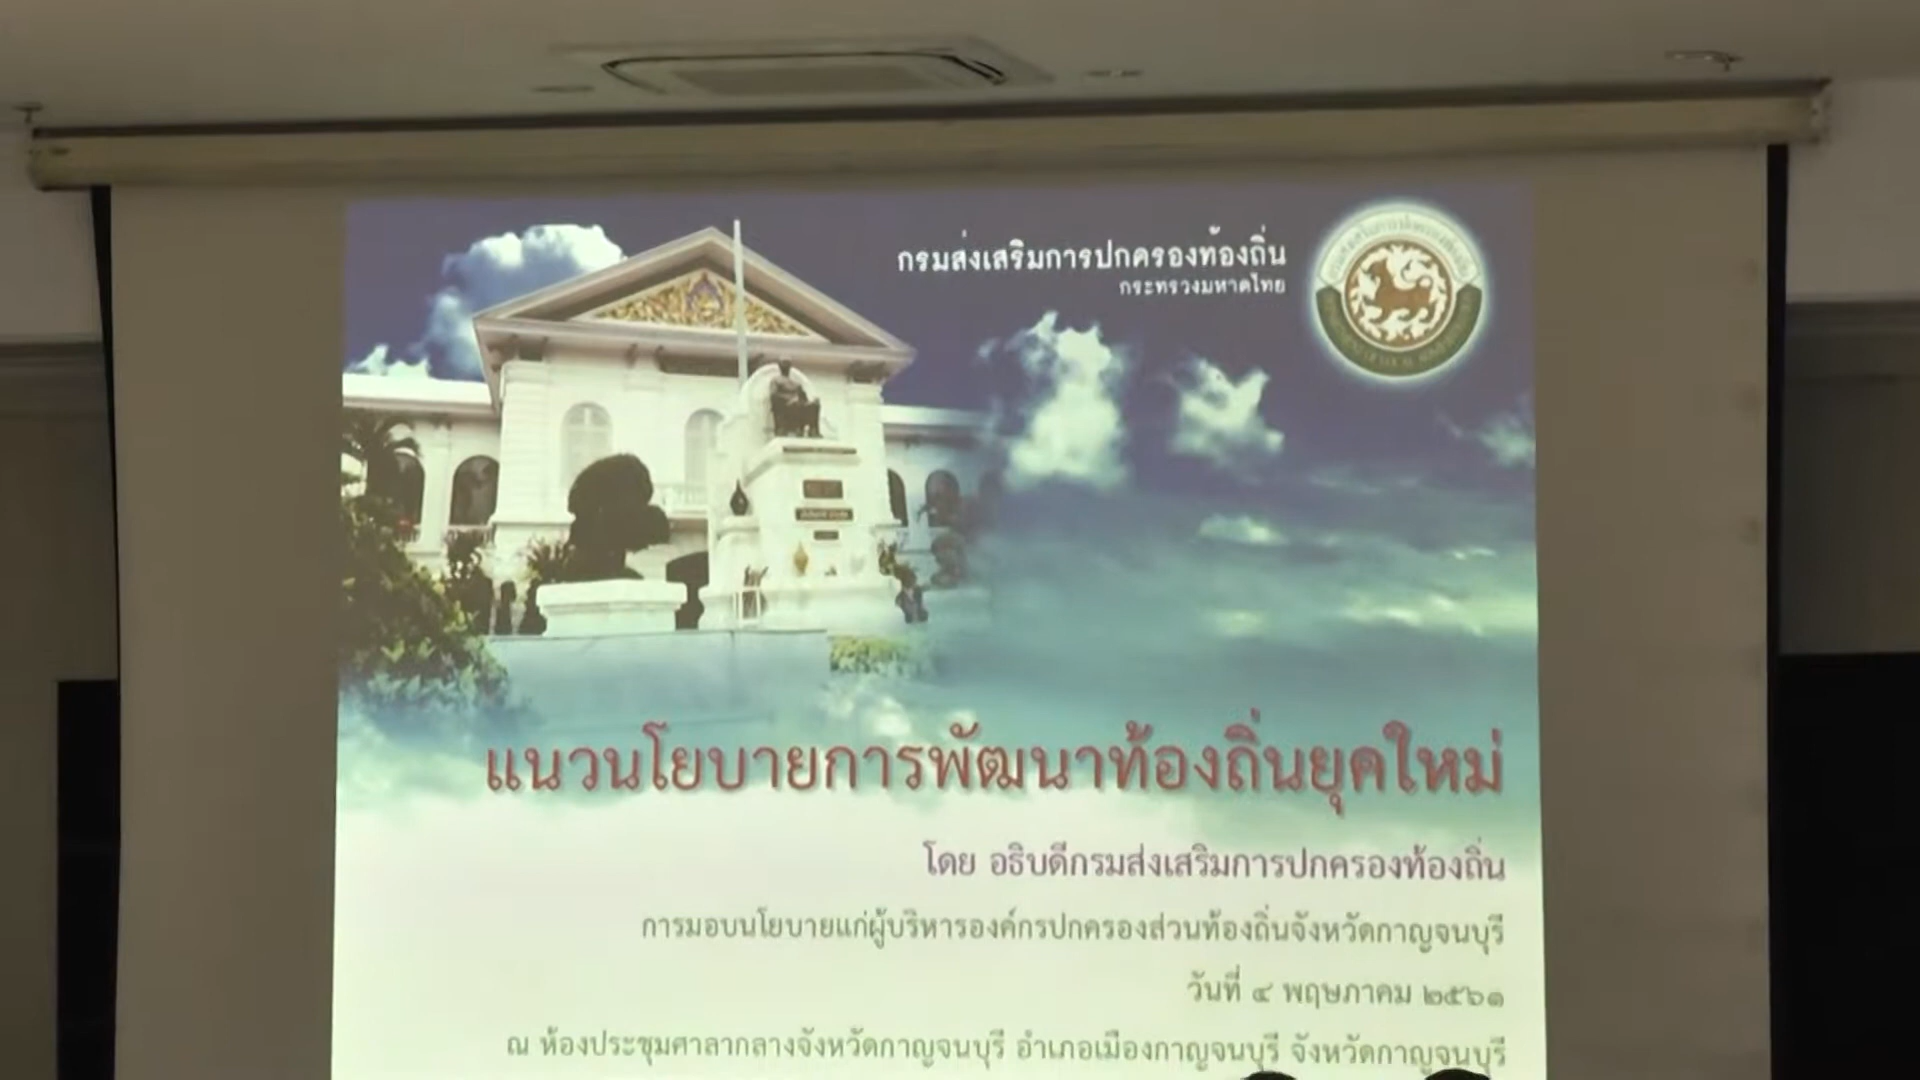 กรมส่งเสริมการปกครองท้องถิ่น
กระทรวงมหาดไทย
แนวนโยบายการพัฒนาท้องถิ่นยุคใหม่
โดย อธิบดีกรมส่งเสริมการปกครองท้องถิ่น
การมอบนโยบายแก่ผู้บริหารองค์กรปกครองส่วนท้องถิ่นจังหวัดกาญจนบุรี
วันที่ ๔ พฤษภาคม ๒๕๖๑
ณ ห้องประชุมศาลากลางจังหวัดกาญจนบุรี อำเภอเมืองกาญจนบุรี จังหวัดกาญจนบุรี